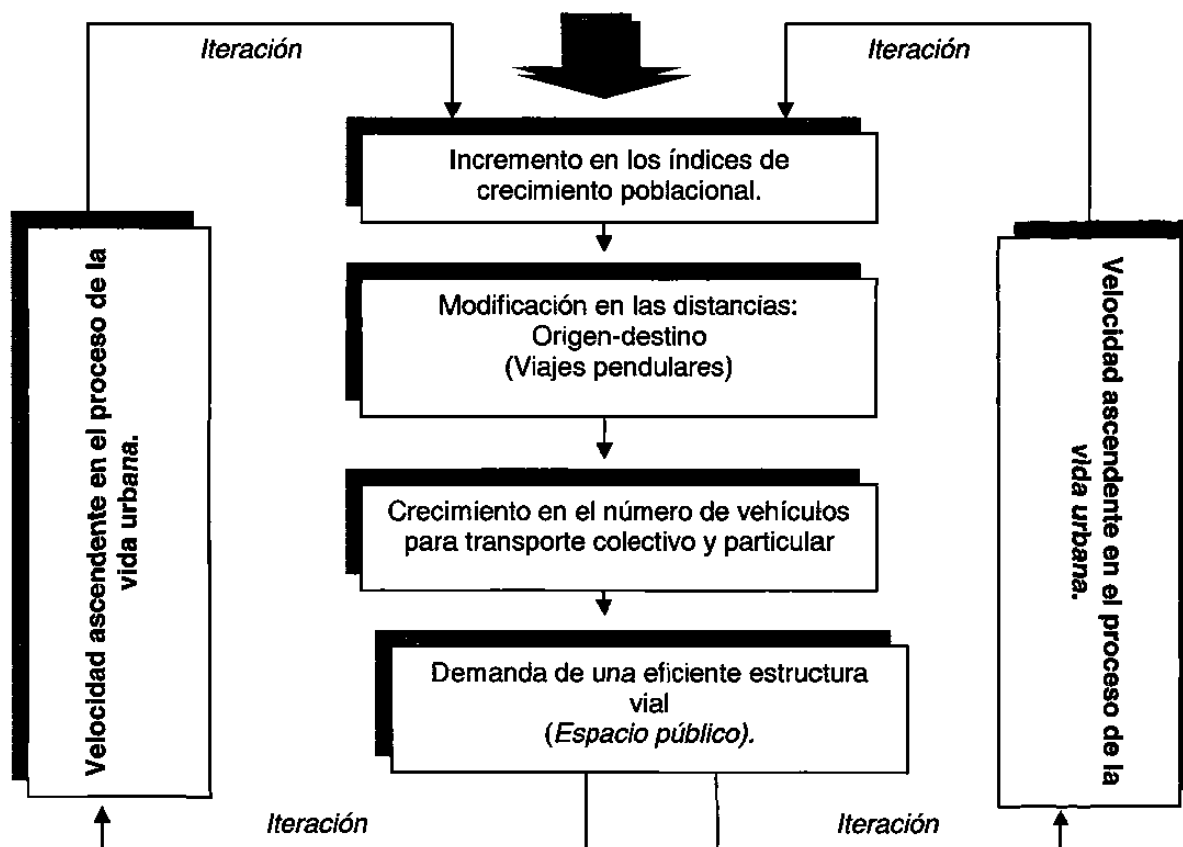 Iteración
Iteración
Incremento en los índices de
crecimiento poblacional.
Modificación en las distancias:
Origen-destino
(Viajes pendulares)
Crecimiento en el número de vehículos
para transporte colectivo y particular
Demanda de una eficiente estructura
vial
(Espacio público).
Velocidad ascendente en el proceso de la
vida urbana.
Velocidad ascendente en el proceso de la
vida urbana.
Iteración
Iteración